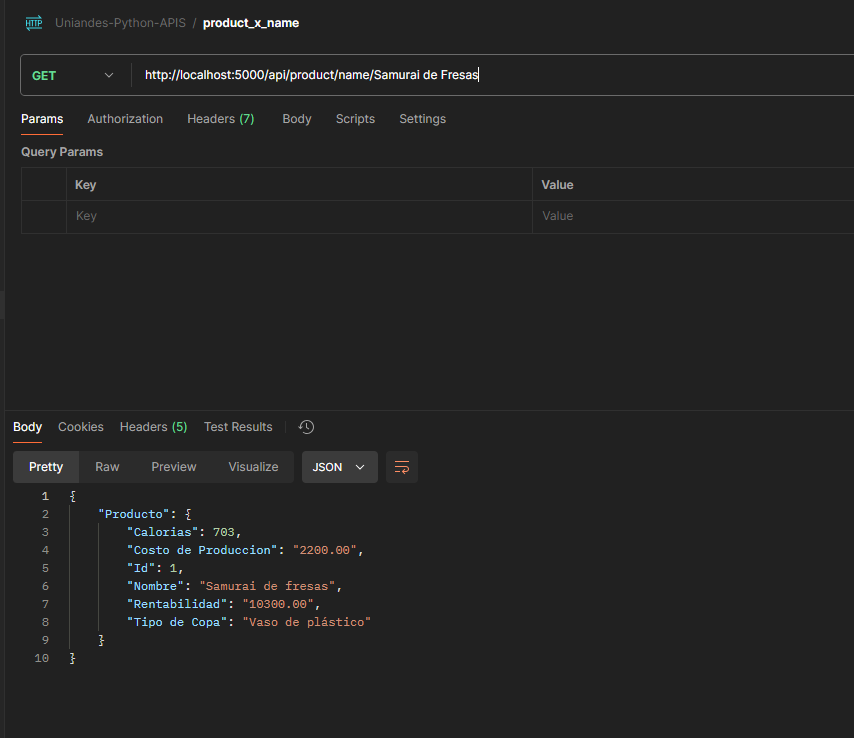 HTTP Uniandes-Python-APIS / product_x_name
GET http://localhost:5000/api/product/name/Samurai de Fresas
Params Authorization Headers (7) Body Scripts Settings
Query Params
Key Value
Key Value
Body Cookies Headers (5) Test Results
Pretty Raw Preview Visualize JSON
1 {
2 "Producto": {
3 "Calorias": 703,
4 "Costo de Produccion": "2200.00",
5 "Id": 1,
6 "Nombre": "Samurai de fresas",
7 "Rentabilidad": "10300.00",
8 "Tipo de Copa": "Vaso de plástico"
9 }
10 }